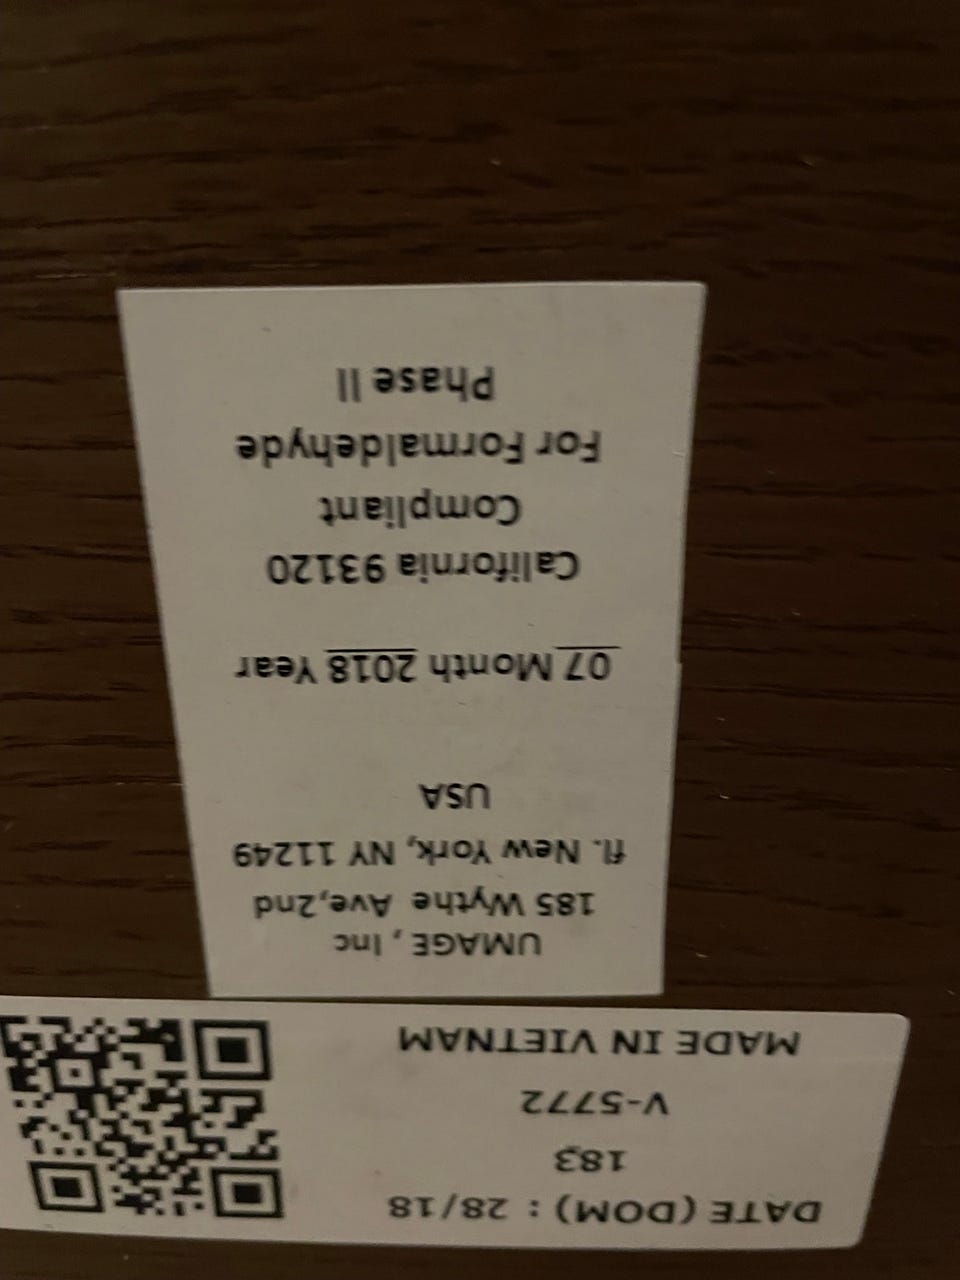 DATE (DOM) : 28/18
183
V-5772
MADE IN VIETNAM
UMAGE , Inc
185 Wythe Ave,2nd
fl. New York, NY 11249
USA
07 Month 2018 Year
California 93120
Compliant
For Formaldehyde
Phase II